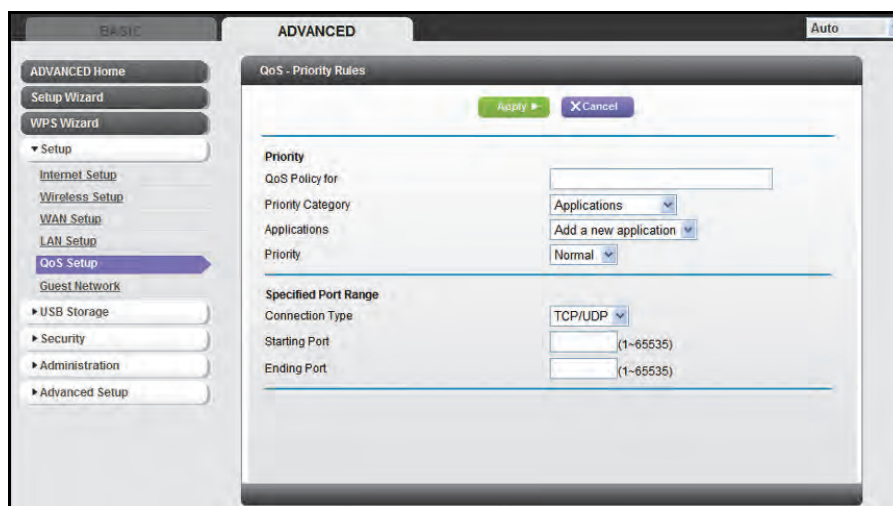 BASIC
ADVANCED
Auto
ADVANCED Home
Setup Wizard
WPS Wizard
Setup
Internet Setup
Wireless Setup
WAN Setup
LAN Setup
QoS Setup
Guest Network
USB Storage
Security
Administration
Advanced Setup
QoS - Priority Rules
Apply
Cancel
Priority
QoS Policy for
Priority Category Applications
Applications Add a new application
Priority Normal
Specified Port Range
Connection Type TCP/UDP
Starting Port (1~65535)
Ending Port (1~65535)